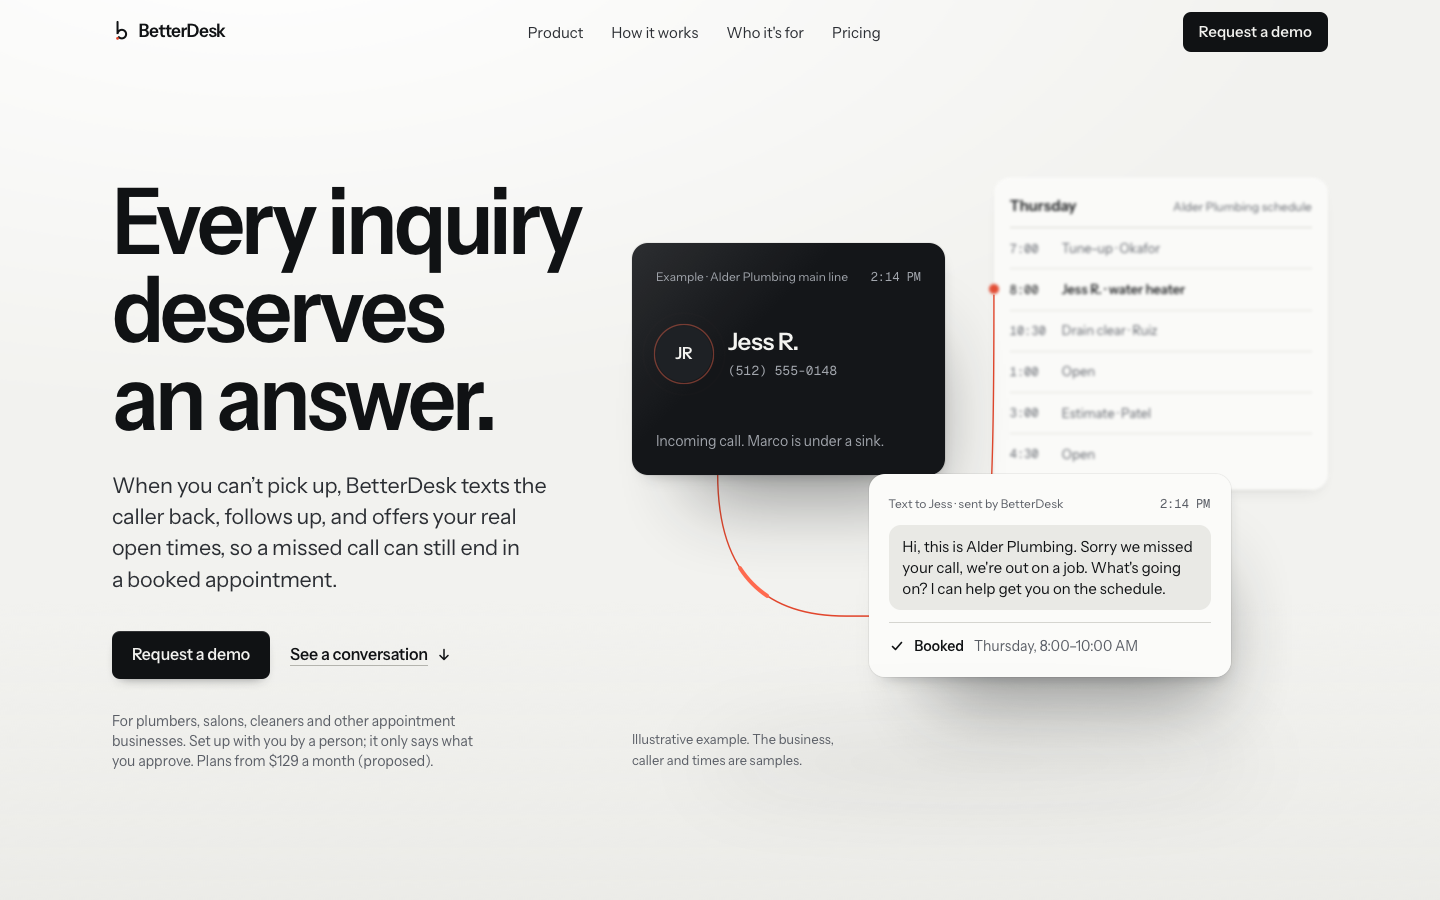 BetterDesk
Product
How it works
Who it's for
Pricing
Request a demo
Every inquiry
deserves
an answer.
When you can’t pick up, BetterDesk texts the
caller back, follows up, and offers your real
open times, so a missed call can still end in
a booked appointment.
Request a demo
See a conversation ↓
For plumbers, salons, cleaners and other appointment
businesses. Set up with you by a person; it only says what
you approve. Plans from $129 a month (proposed).
Example · Alder Plumbing main line 2:14 PM
JR
Jess R.
(512) 555-0148
Incoming call. Marco is under a sink.
Thursday Alder Plumbing schedule
7:00 Tune-up · Okafor
8:00 Jess R. · water heater
10:30 Drain clear · Ruiz
1:00 Open
3:00 Estimate · Patel
4:30 Open
Text to Jess · sent by BetterDesk 2:14 PM
Hi, this is Alder Plumbing. Sorry we missed
your call, we're out on a job. What's going
on? I can help get you on the schedule.
Booked Thursday, 8:00–10:00 AM
Illustrative example. The business,
caller and times are samples.